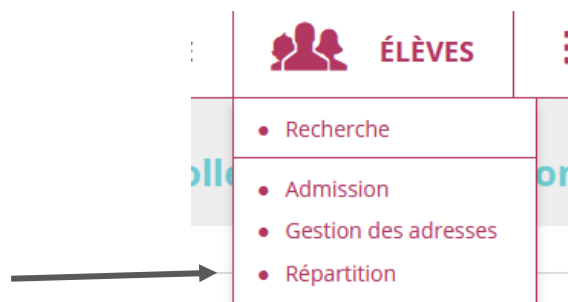 ÉLÈVES
Recherche
Admission
Gestion des adresses
Répartition